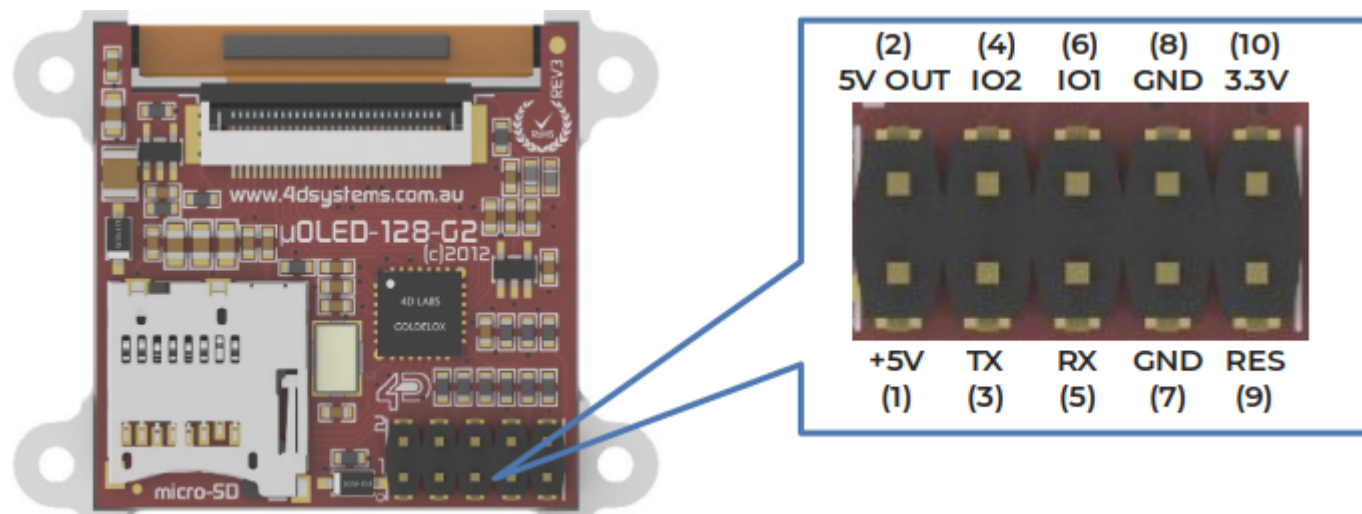 (2) (4) (6) (8) (10)
5V OUT IO2 IO1 GND 3.3V
+5V TX RX GND RES
(1) (3) (5) (7) (9)
REV3
RoHS
www.4dsystems.com.au
µOLED-128-G2
(c)2012
4D LABS
GOLDELOX
4D
2
1
micro-SD